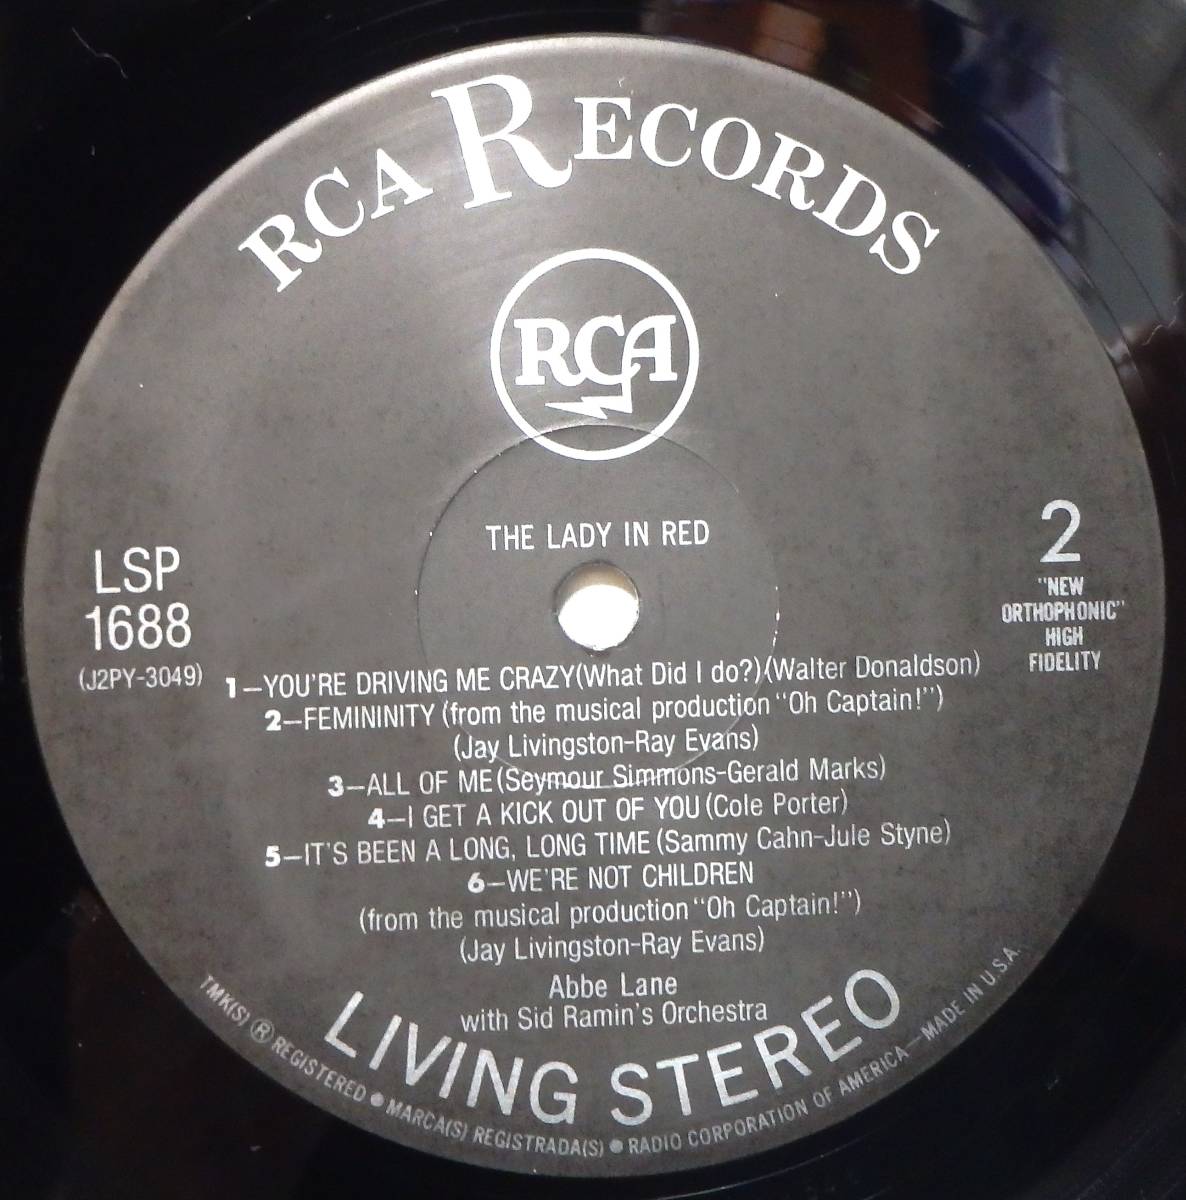 RCA RECORDS
RCA
THE LADY IN RED
LSP
1688
(J2PY-3049)
2
"NEW
ORTHOPHONIC"
HIGH
FIDELITY
1—YOU'RE DRIVING ME CRAZY(What Did I do?)(Walter Donaldson)
2—FEMININITY (from the musical production "Oh Captain!")
(Jay Livingston-Ray Evans)
3—ALL OF ME(Seymour Simmons-Gerald Marks)
4—I GET A KICK OUT OF YOU (Cole Porter)
5—IT'S BEEN A LONG, LONG TIME (Sammy Cahn-Jule Styne)
6—WE'RE NOT CHILDREN
(from the musical production "Oh Captain!")
(Jay Livingston-Ray Evans)
Abbe Lane
with Sid Ramin's Orchestra
LIVING STEREO
TMK(S) ® REGISTERED ● MARCA(S) REGISTRADA(S) ● RADIO CORPORATION OF AMERICA—MADE IN U.S.A.